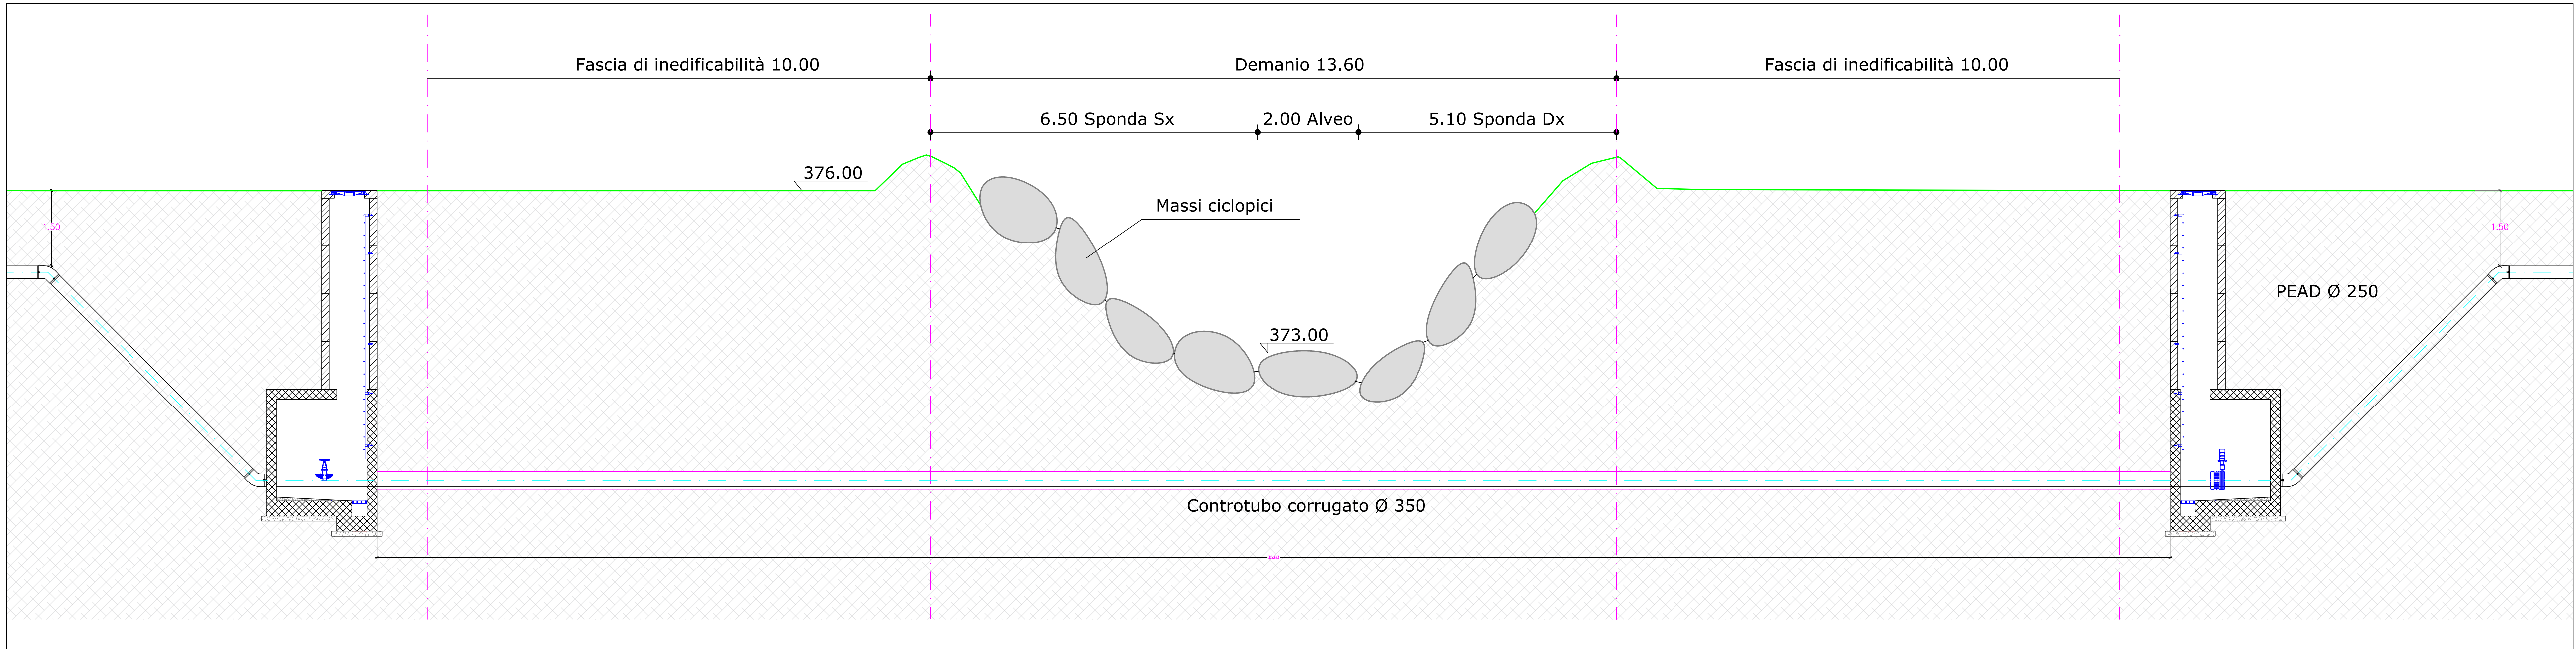 Fascia di inedificabilità 10.00
Demanio 13.60
Fascia di inedificabilità 10.00
6.50 Sponda Sx
2.00 Alveo
5.10 Sponda Dx
376.00
Massi ciclopici
1.50
1.50
PEAD Ø 250
373.00
Controtubo corrugato Ø 350